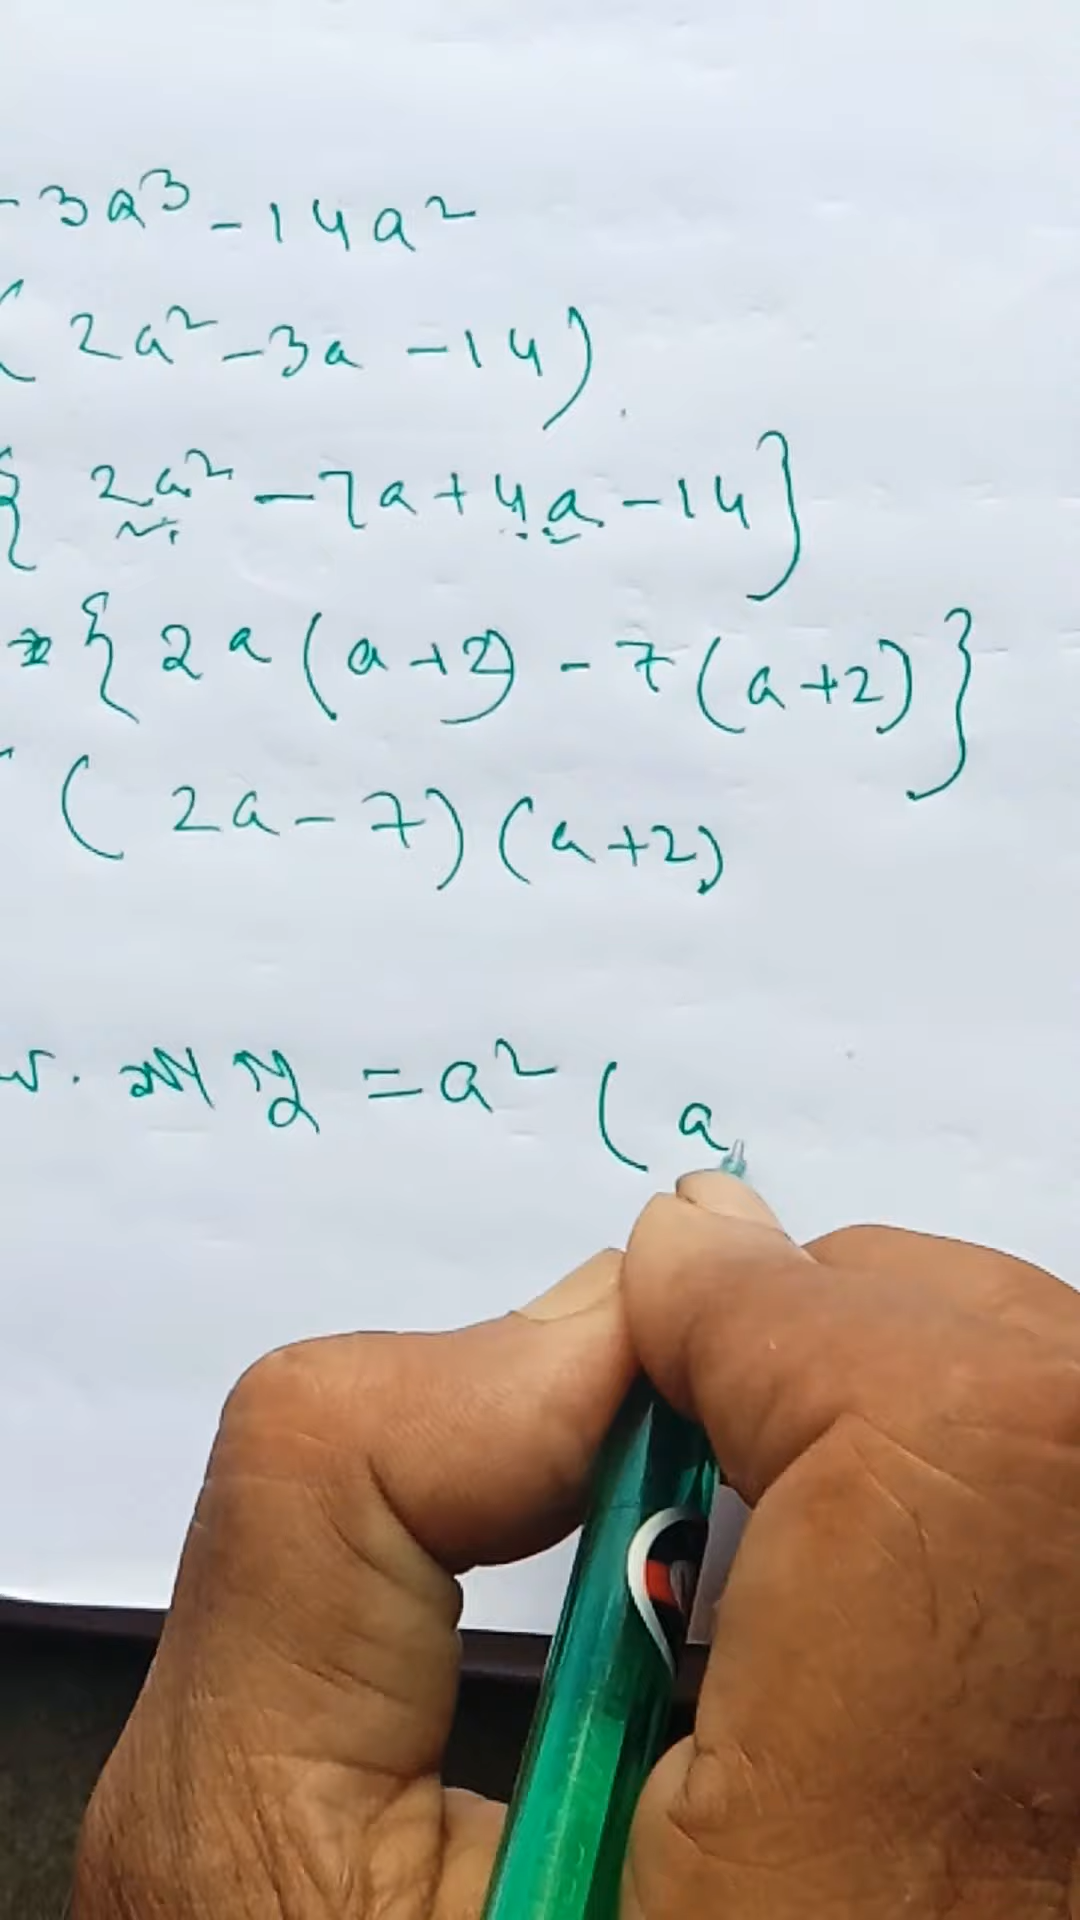 -3a³-14a²
(2a²-3a-14)
{2a²-7a+4a-14}
{2a(a+2)-7(a+2)}
(2a-7)(a+2)
= a² (a